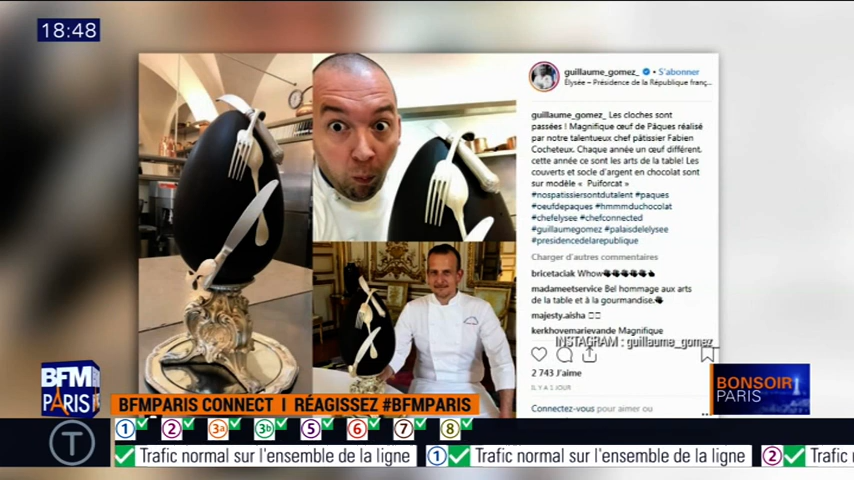 18:48
guillaume_gomez_ • S'abonner
Élysée – Présidence de la République franç...
guillaume_gomez_ Les cloches sont
passées ! Magnifique œuf de Pâques réalisé
par notre talentueux chef pâtissier Fabien
Cocheteux. Chaque année un œuf différent,
cette année ce sont les arts de la table! Les
couverts et socle d'argent en chocolat sont
sur modèle « Puiforcat »
#nospatissiersontdutalent #paques
#oeufdepaques #hmmmduchocolat
#chefelysee #chefconnected
#guillaumegomez #palaisdelelysee
#presidencedelarepublique
Charger d'autres commentaires
bricetaciak Whow
madameetservice Bel hommage aux arts
de la table et à la gourmandise.
majesty.aisha
kerkhovemarievande Magnifique
INSTAGRAM : guillaume_gomez_
2 743 J'aime
IL Y A 1 JOUR
Connectez-vous pour aimer ou
...
BFM
PARIS
BONSOIR
PARIS
BFMPARIS CONNECT I RÉAGISSEZ #BFMPARIS
T
1 2 3a 3b 5 6 7 8
Trafic normal sur l'ensemble de la ligne 1 Trafic normal sur l'ensemble de la ligne 2 Trafic normal su